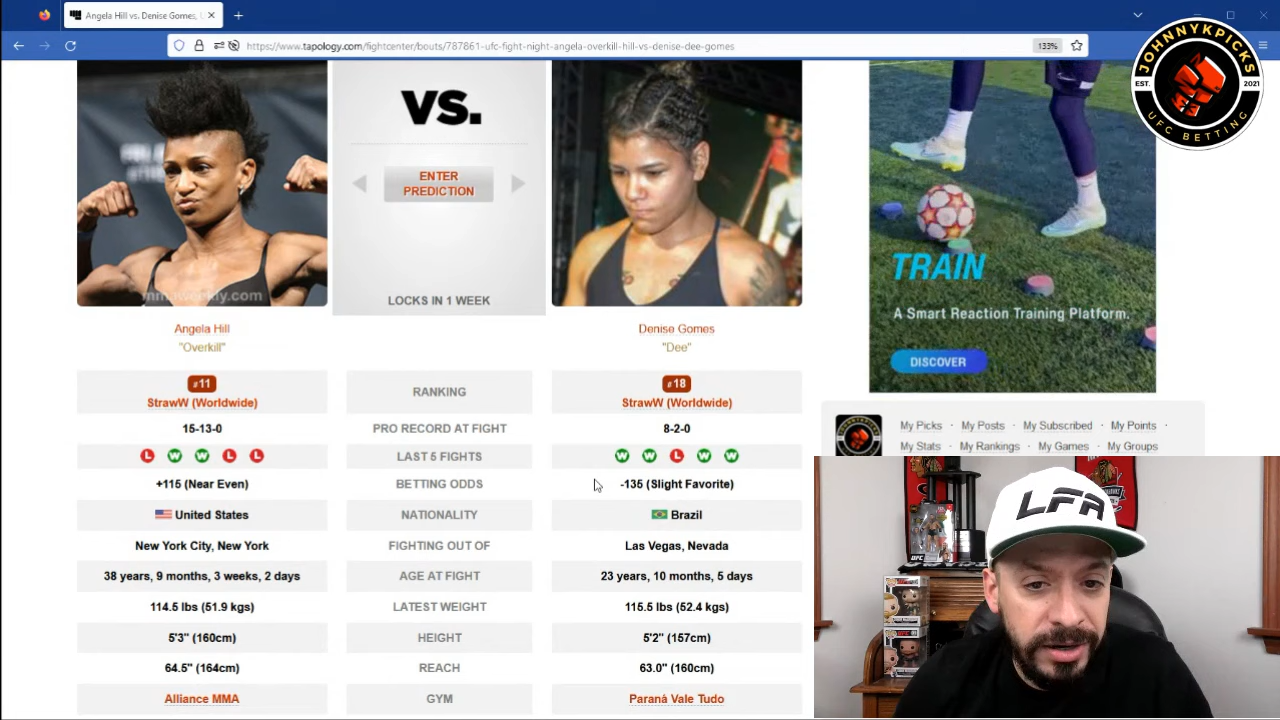 Angela Hill vs. Denise Gomes,
https://www.tapology.com/fightcenter/bouts/787861-ufc-fight-night-angela-overkill-hill-vs-denise-dee-gomes
133%
JOHNNYKPICKS
EST. 2021
UFC BETTING
VS.
ENTER
PREDICTION
LOCKS IN 1 WEEK
mmaweekly.com
TRAIN
A Smart Reaction Training Platform.
DISCOVER
Angela Hill
"Overkill"
Denise Gomes
"Dee"
#11
StrawW (Worldwide)
RANKING
#18
StrawW (Worldwide)
15-13-0
PRO RECORD AT FIGHT
8-2-0
L W W L L
LAST 5 FIGHTS
W W L W W
+115 (Near Even)
BETTING ODDS
-135 (Slight Favorite)
United States
NATIONALITY
Brazil
New York City, New York
FIGHTING OUT OF
Las Vegas, Nevada
38 years, 9 months, 3 weeks, 2 days
AGE AT FIGHT
23 years, 10 months, 5 days
114.5 lbs (51.9 kgs)
LATEST WEIGHT
115.5 lbs (52.4 kgs)
5'3" (160cm)
HEIGHT
5'2" (157cm)
64.5" (164cm)
REACH
63.0" (160cm)
Alliance MMA
GYM
Paraná Vale Tudo
My Picks · My Posts · My Subscribed · My Points ·
My Stats · My Rankings · My Games · My Groups
LFA
UFC